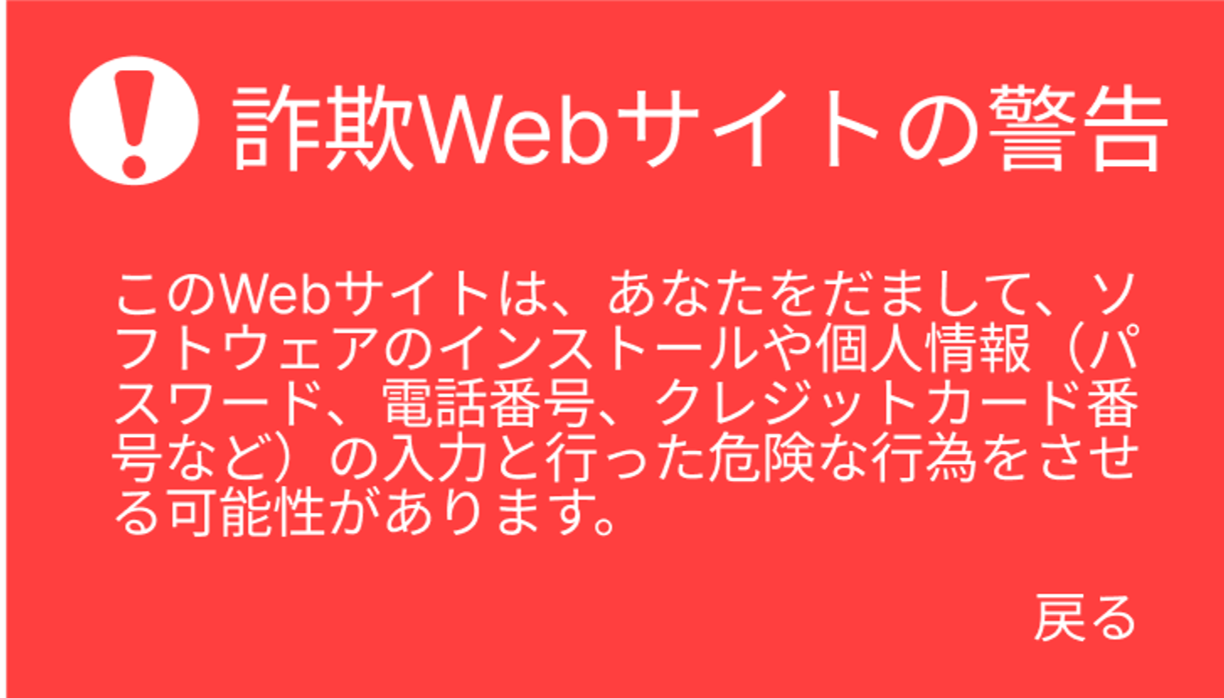 詐欺Webサイトの警告
このWebサイトは、あなたをだまして、ソ
フトウェアのインストールや個人情報（パ
スワード、電話番号、クレジットカード番
号など）の入力と行った危険な行為をさせ
る可能性があります。
戻る